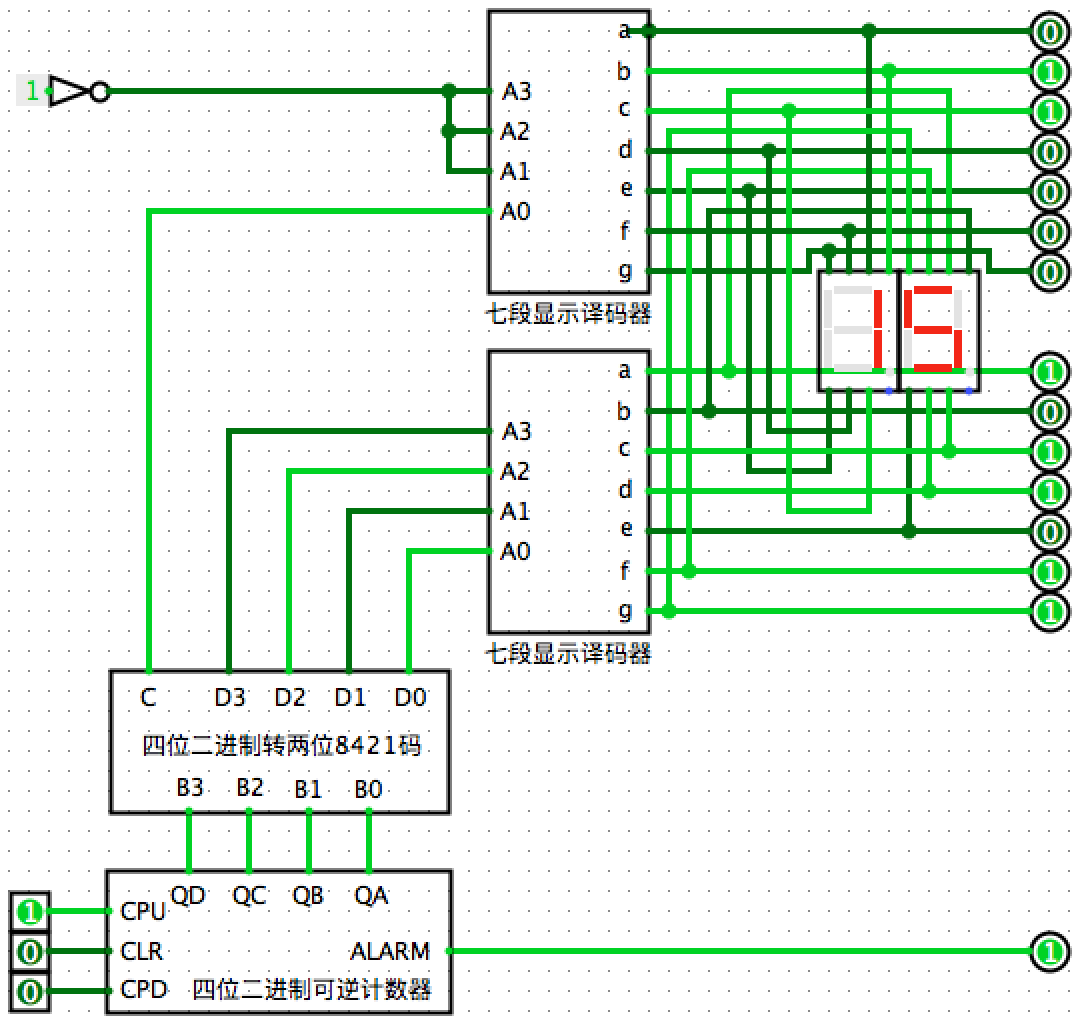 a 0
b 1
1 A3 c 1
A2 d 0
A1 e 0
A0 f 0
g 0
七段显示译码器
a 1
b 0
A3 c 1
A2 d 1
A1 e 0
A0 f 1
g 1
七段显示译码器
15
C D3 D2 D1 D0
四位二进制转两位8421码
B3 B2 B1 B0
QD QC QB QA
1 CPU
0 CLR ALARM 1
0 CPD 四位二进制可逆计数器